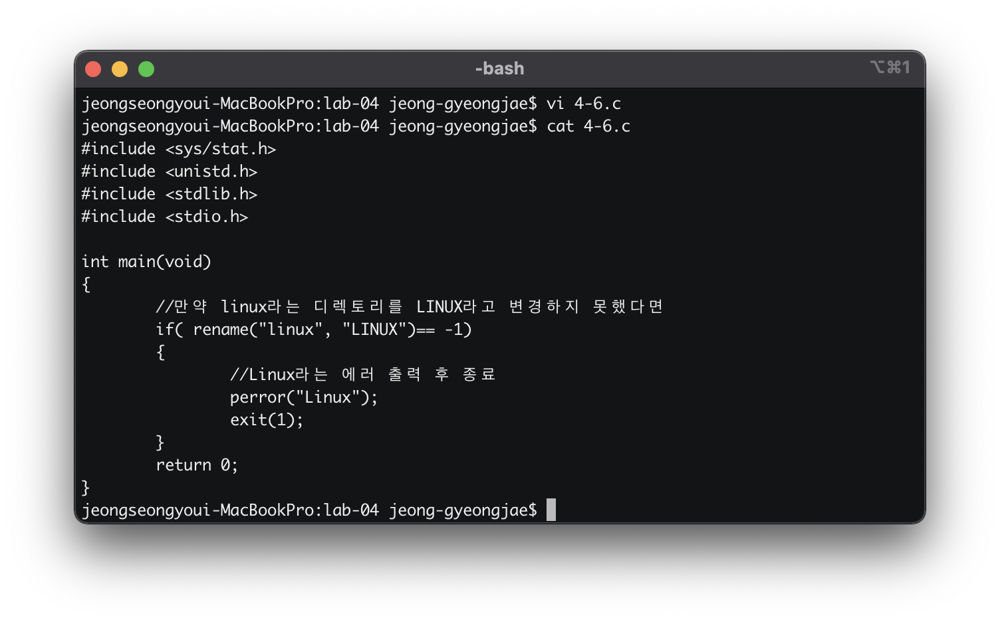 -bash
⌥⌘1
jeongseongyoui-MacBookPro:lab-04 jeong-gyeongjae$ vi 4-6.c
jeongseongyoui-MacBookPro:lab-04 jeong-gyeongjae$ cat 4-6.c
#include <sys/stat.h>
#include <unistd.h>
#include <stdlib.h>
#include <stdio.h>

int main(void)
{
        //만약 linux라는 디렉토리를 LINUX라고 변경하지 못했다면
        if( rename("linux", "LINUX")== -1)
        {
                //Linux라는 에러 출력 후 종료
                perror("Linux");
                exit(1);
        }
        return 0;
}
jeongseongyoui-MacBookPro:lab-04 jeong-gyeongjae$